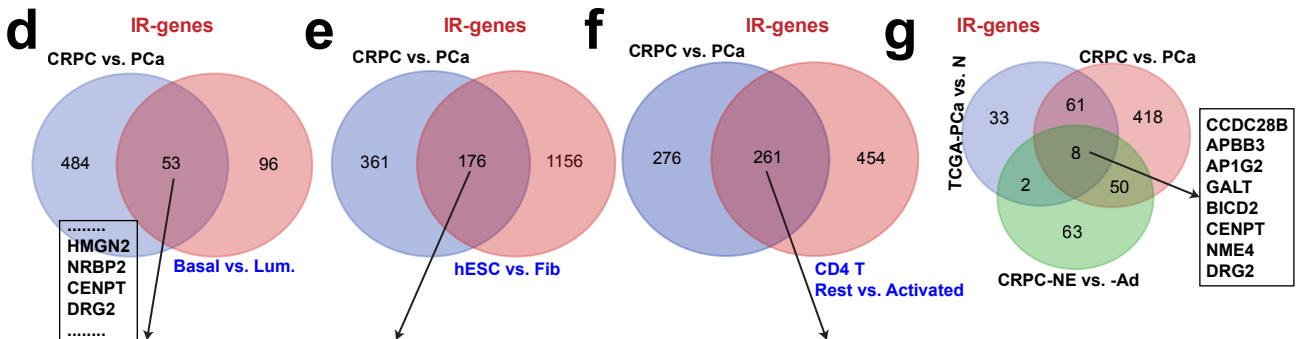 d
IR-genes
CRPC vs. PCa
484
53
96
........
HMGN2
NRBP2
CENPT
DRG2
........
Basal vs. Lum.
e
IR-genes
CRPC vs. PCa
361
176
1156
hESC vs. Fib
f
IR-genes
CRPC vs. PCa
276
261
454
CD4 T
Rest vs. Activated
g
IR-genes
TCGA-PCa vs. N
CRPC vs. PCa
33
61
418
8
2
50
63
CRPC-NE vs. -Ad
CCDC28B
APBB3
AP1G2
GALT
BICD2
CENPT
NME4
DRG2